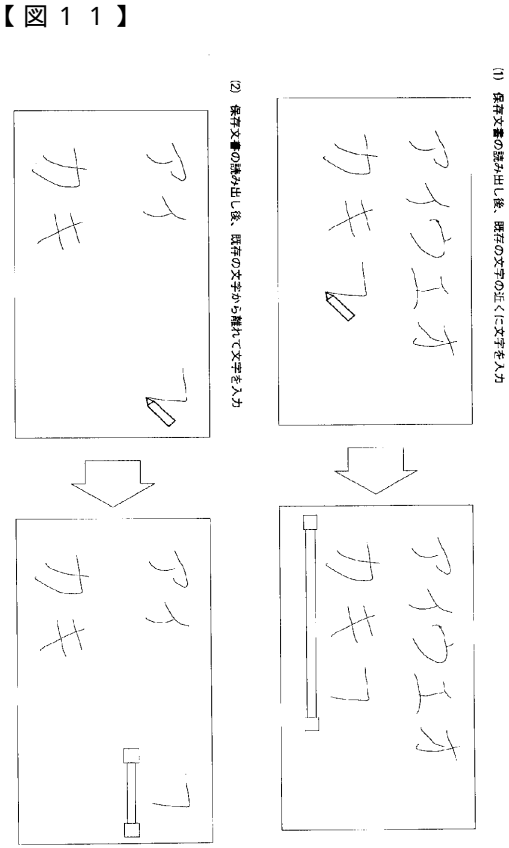 【図11】
(1) 保存文書の読み出し後、既存の文字の近くに文字を入力
アイウエオ
カキフ
アイウエオ
カキフ
(2) 保存文書の読み出し後、既存の文字から離れて文字を入力
アイ フ
カキ
アイ フ
カキ